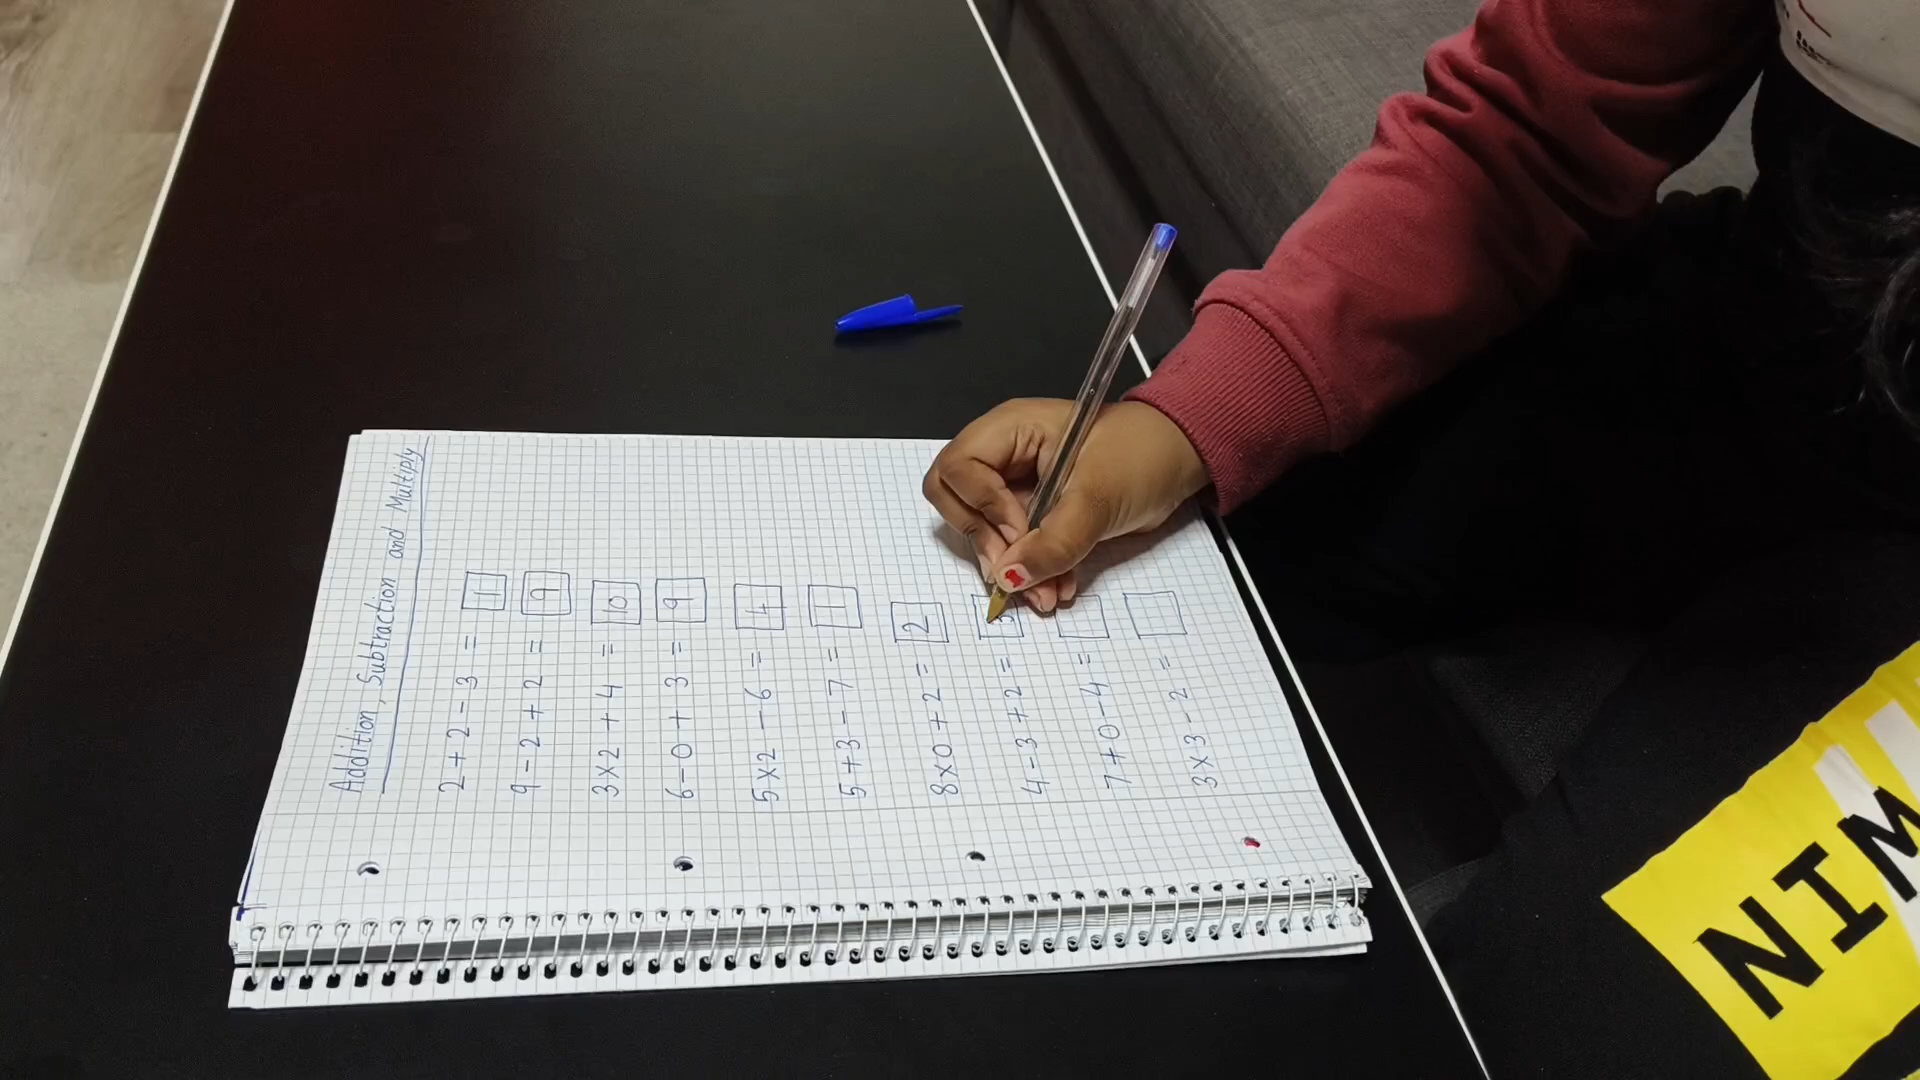 Addition, Subtraction and Multiply
2 + 2 - 3 = 1
9 - 2 + 2 = 9
3 x 2 + 4 = 10
6 - 0 + 3 = 9
5 x 2 - 6 = 4
5 + 3 - 7 = 1
8 x 0 + 2 = 2
4 - 3 + 2 = 3
7 + 0 - 4 =
3 x 3 - 2 =